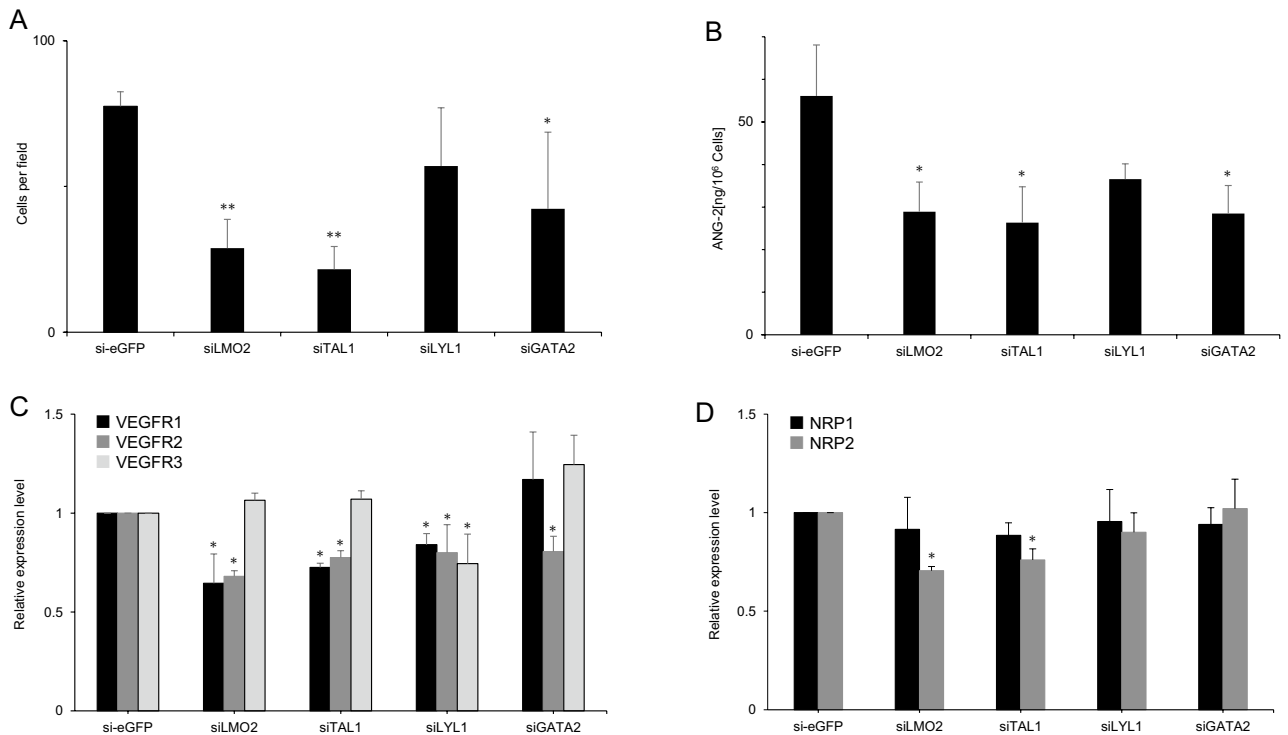 A
100
Cells per field
0
**
**
*
si-eGFP siLMO2 siTAL1 siLYL1 siGATA2
B
50
ANG-2[ng/10⁶ Cells]
0
*
*
*
si-eGFP siLMO2 siTAL1 siLYL1 siGATA2
C
VEGFR1
VEGFR2
VEGFR3
1.5
1
0.5
0
Relative expression level
* *
* *
* * *
*
si-eGFP siLMO2 siTAL1 siLYL1 siGATA2
D
NRP1
NRP2
1.5
1
0.5
0
Relative expression level
*
*
si-eGFP siLMO2 siTAL1 siLYL1 siGATA2